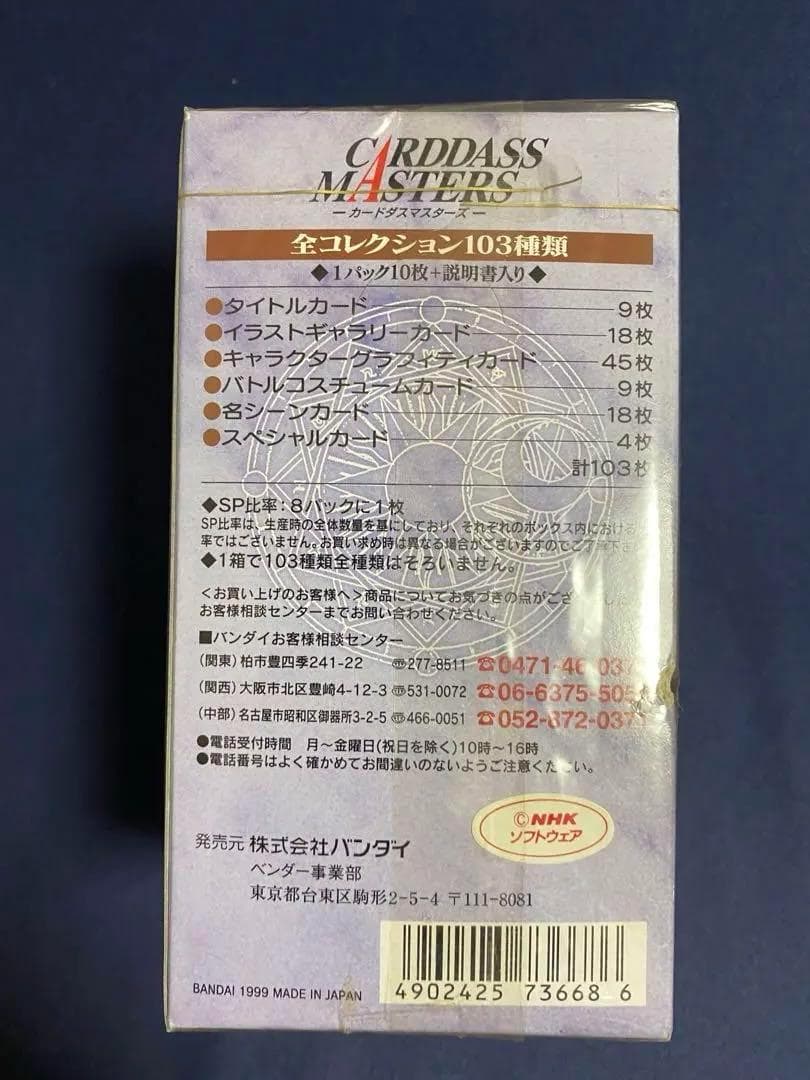 CARDDASS
MASTERS
―カードダスマスターズ―
全コレクション103種類
◆1パック10枚+説明書入り◆
●タイトルカード 9枚
●イラストギャラリーカード 18枚
●キャラクターグラフィティカード 45枚
●バトルコスチュームカード 9枚
●名シーンカード 18枚
●スペシャルカード 4枚
計103枚
◆SP比率:8パックに1枚
SP比率は、生産時の全体数量を基にしており、それぞれのボックス内における
率ではございません。お買い求め時は異なる場合がございますのでご了承下さ
◆1箱で103種類全種類はそろいません。
<お買い上げのお客様へ>商品についてお気づきの点がござ
お客様相談センターまでお問い合わせください。
■バンダイお客様相談センター
(関東)柏市豊四季241-22 〠277-8511 ☎0471-46-037
(関西)大阪市北区豊崎4-12-3 〠531-0072 ☎06-6375-505
(中部)名古屋市昭和区御器所3-2-5 〠466-0051 ☎052-872-0371
●電話受付時間 月~金曜日(祝日を除く)10時~16時
●電話番号はよく確かめてお間違いのないようご注意ください。
©NHK
ソフトウェア
発売元 株式会社バンダイ
ベンダー事業部
東京都台東区駒形2-5-4 〒111-8081
BANDAI 1999 MADE IN JAPAN
4902425 73668 6